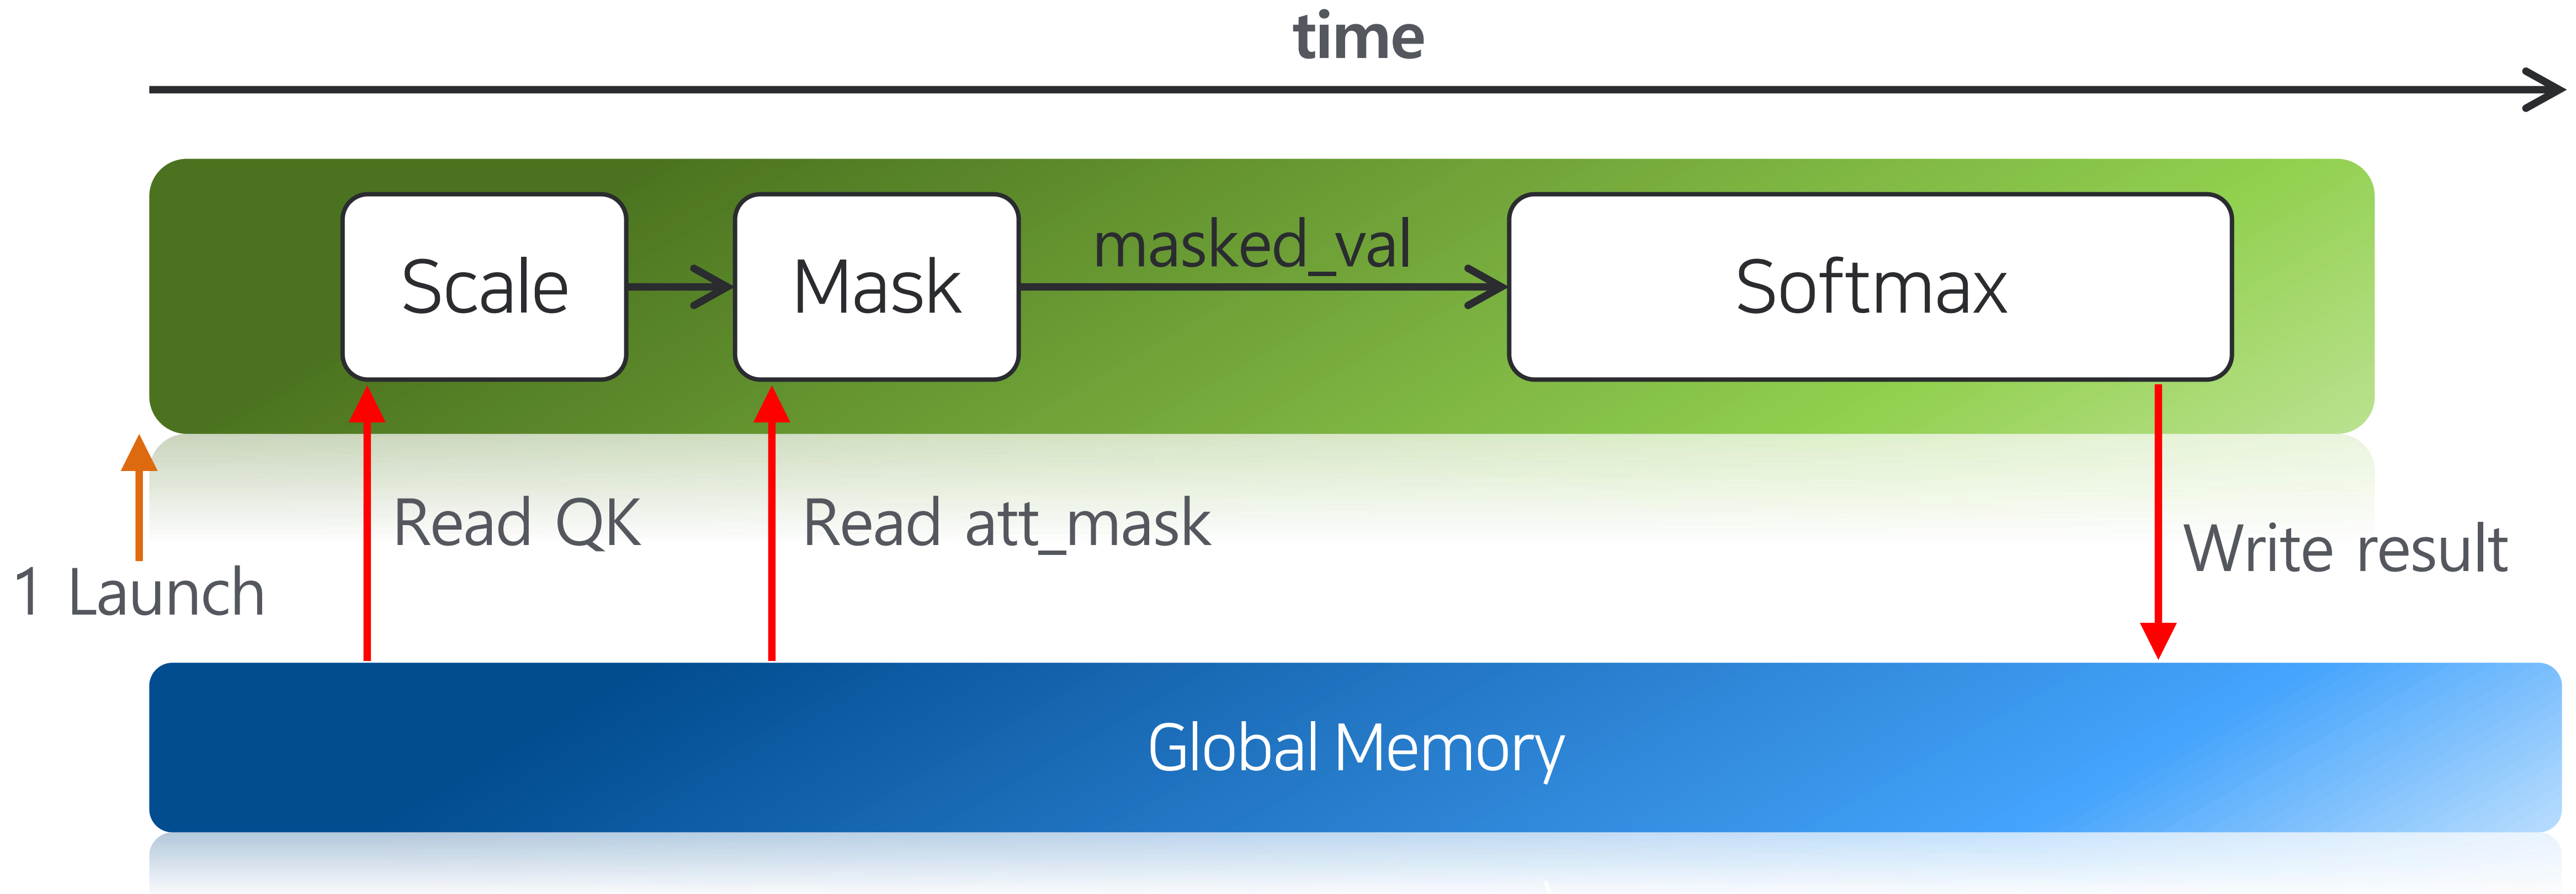 time
Scale
Mask
masked_val
Softmax
Read QK
Read att_mask
Write result
1 Launch
Global Memory